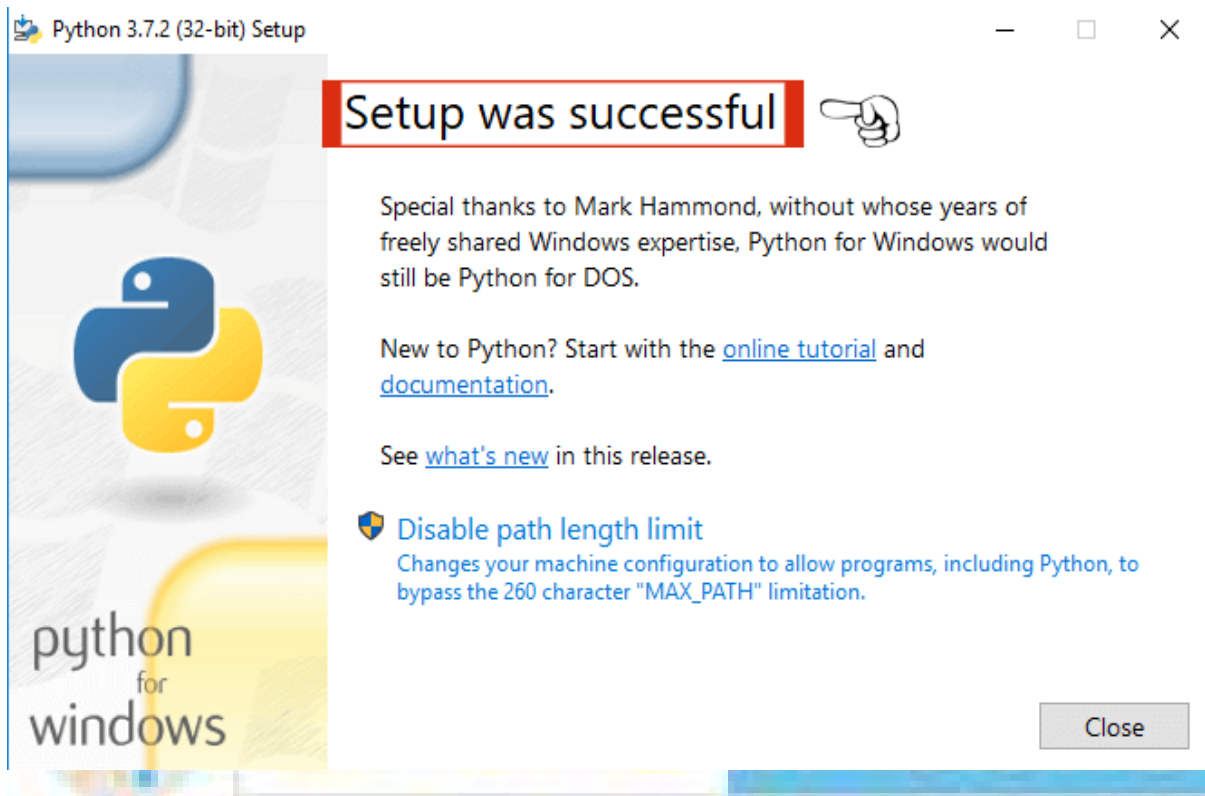 Python 3.7.2 (32-bit) Setup
Setup was successful
Special thanks to Mark Hammond, without whose years of
freely shared Windows expertise, Python for Windows would
still be Python for DOS.
New to Python? Start with the online tutorial and
documentation.
See what's new in this release.
Disable path length limit
Changes your machine configuration to allow programs, including Python, to
bypass the 260 character "MAX_PATH" limitation.
python
for
windows
Close